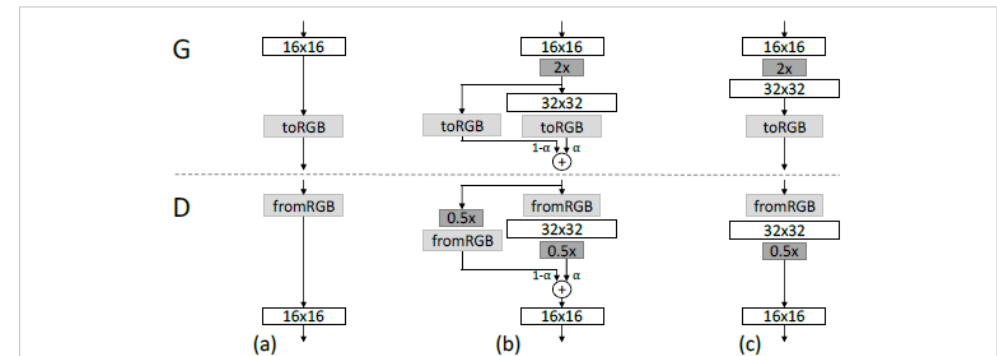 G
16x16
toRGB
16x16
2x
32x32
toRGB
toRGB
1-α
α
+
16x16
2x
32x32
toRGB
D
fromRGB
16x16
(a)
0.5x
fromRGB
fromRGB
32x32
0.5x
1-α
α
+
16x16
(b)
fromRGB
32x32
0.5x
16x16
(c)